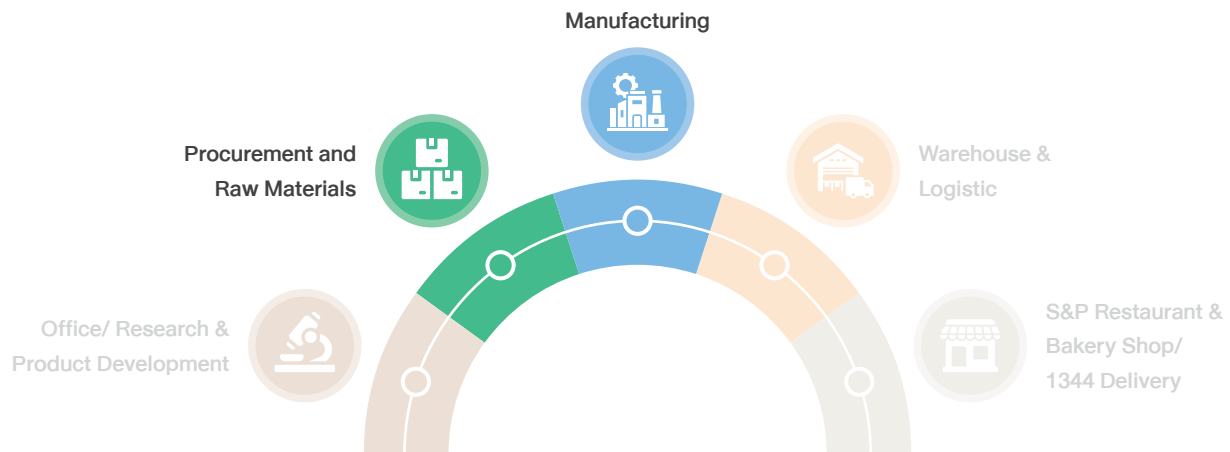 Manufacturing
Procurement and
Raw Materials
Warehouse &
Logistic
Office/ Research &
Product Development
S&P Restaurant &
Bakery Shop/
1344 Delivery